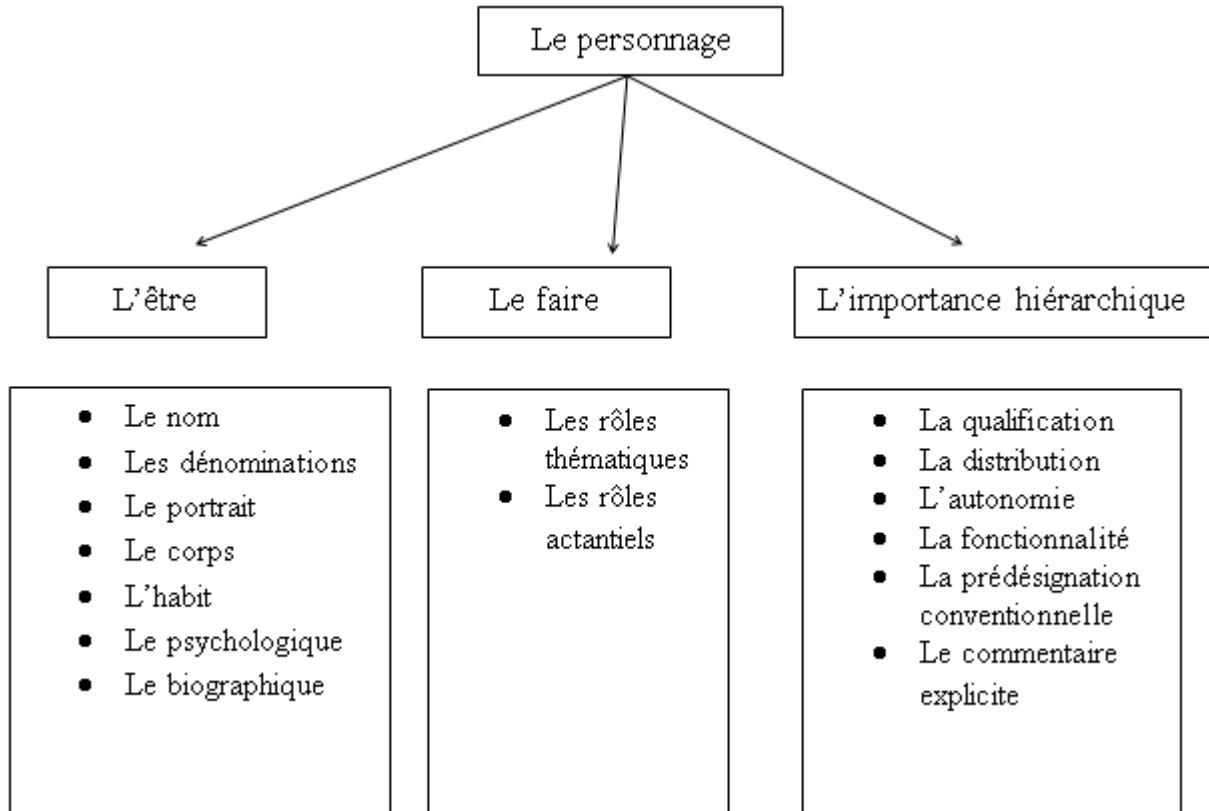 Le personnage
L'être
Le faire
L'importance hiérarchique
● Le nom
● Les dénominations
● Le portrait
● Le corps
● L'habit
● Le psychologique
● Le biographique
● Les rôles
thématiques
● Les rôles
actantiels
● La qualification
● La distribution
● L'autonomie
● La fonctionnalité
● La prédésignation
conventionnelle
● Le commentaire
explicite